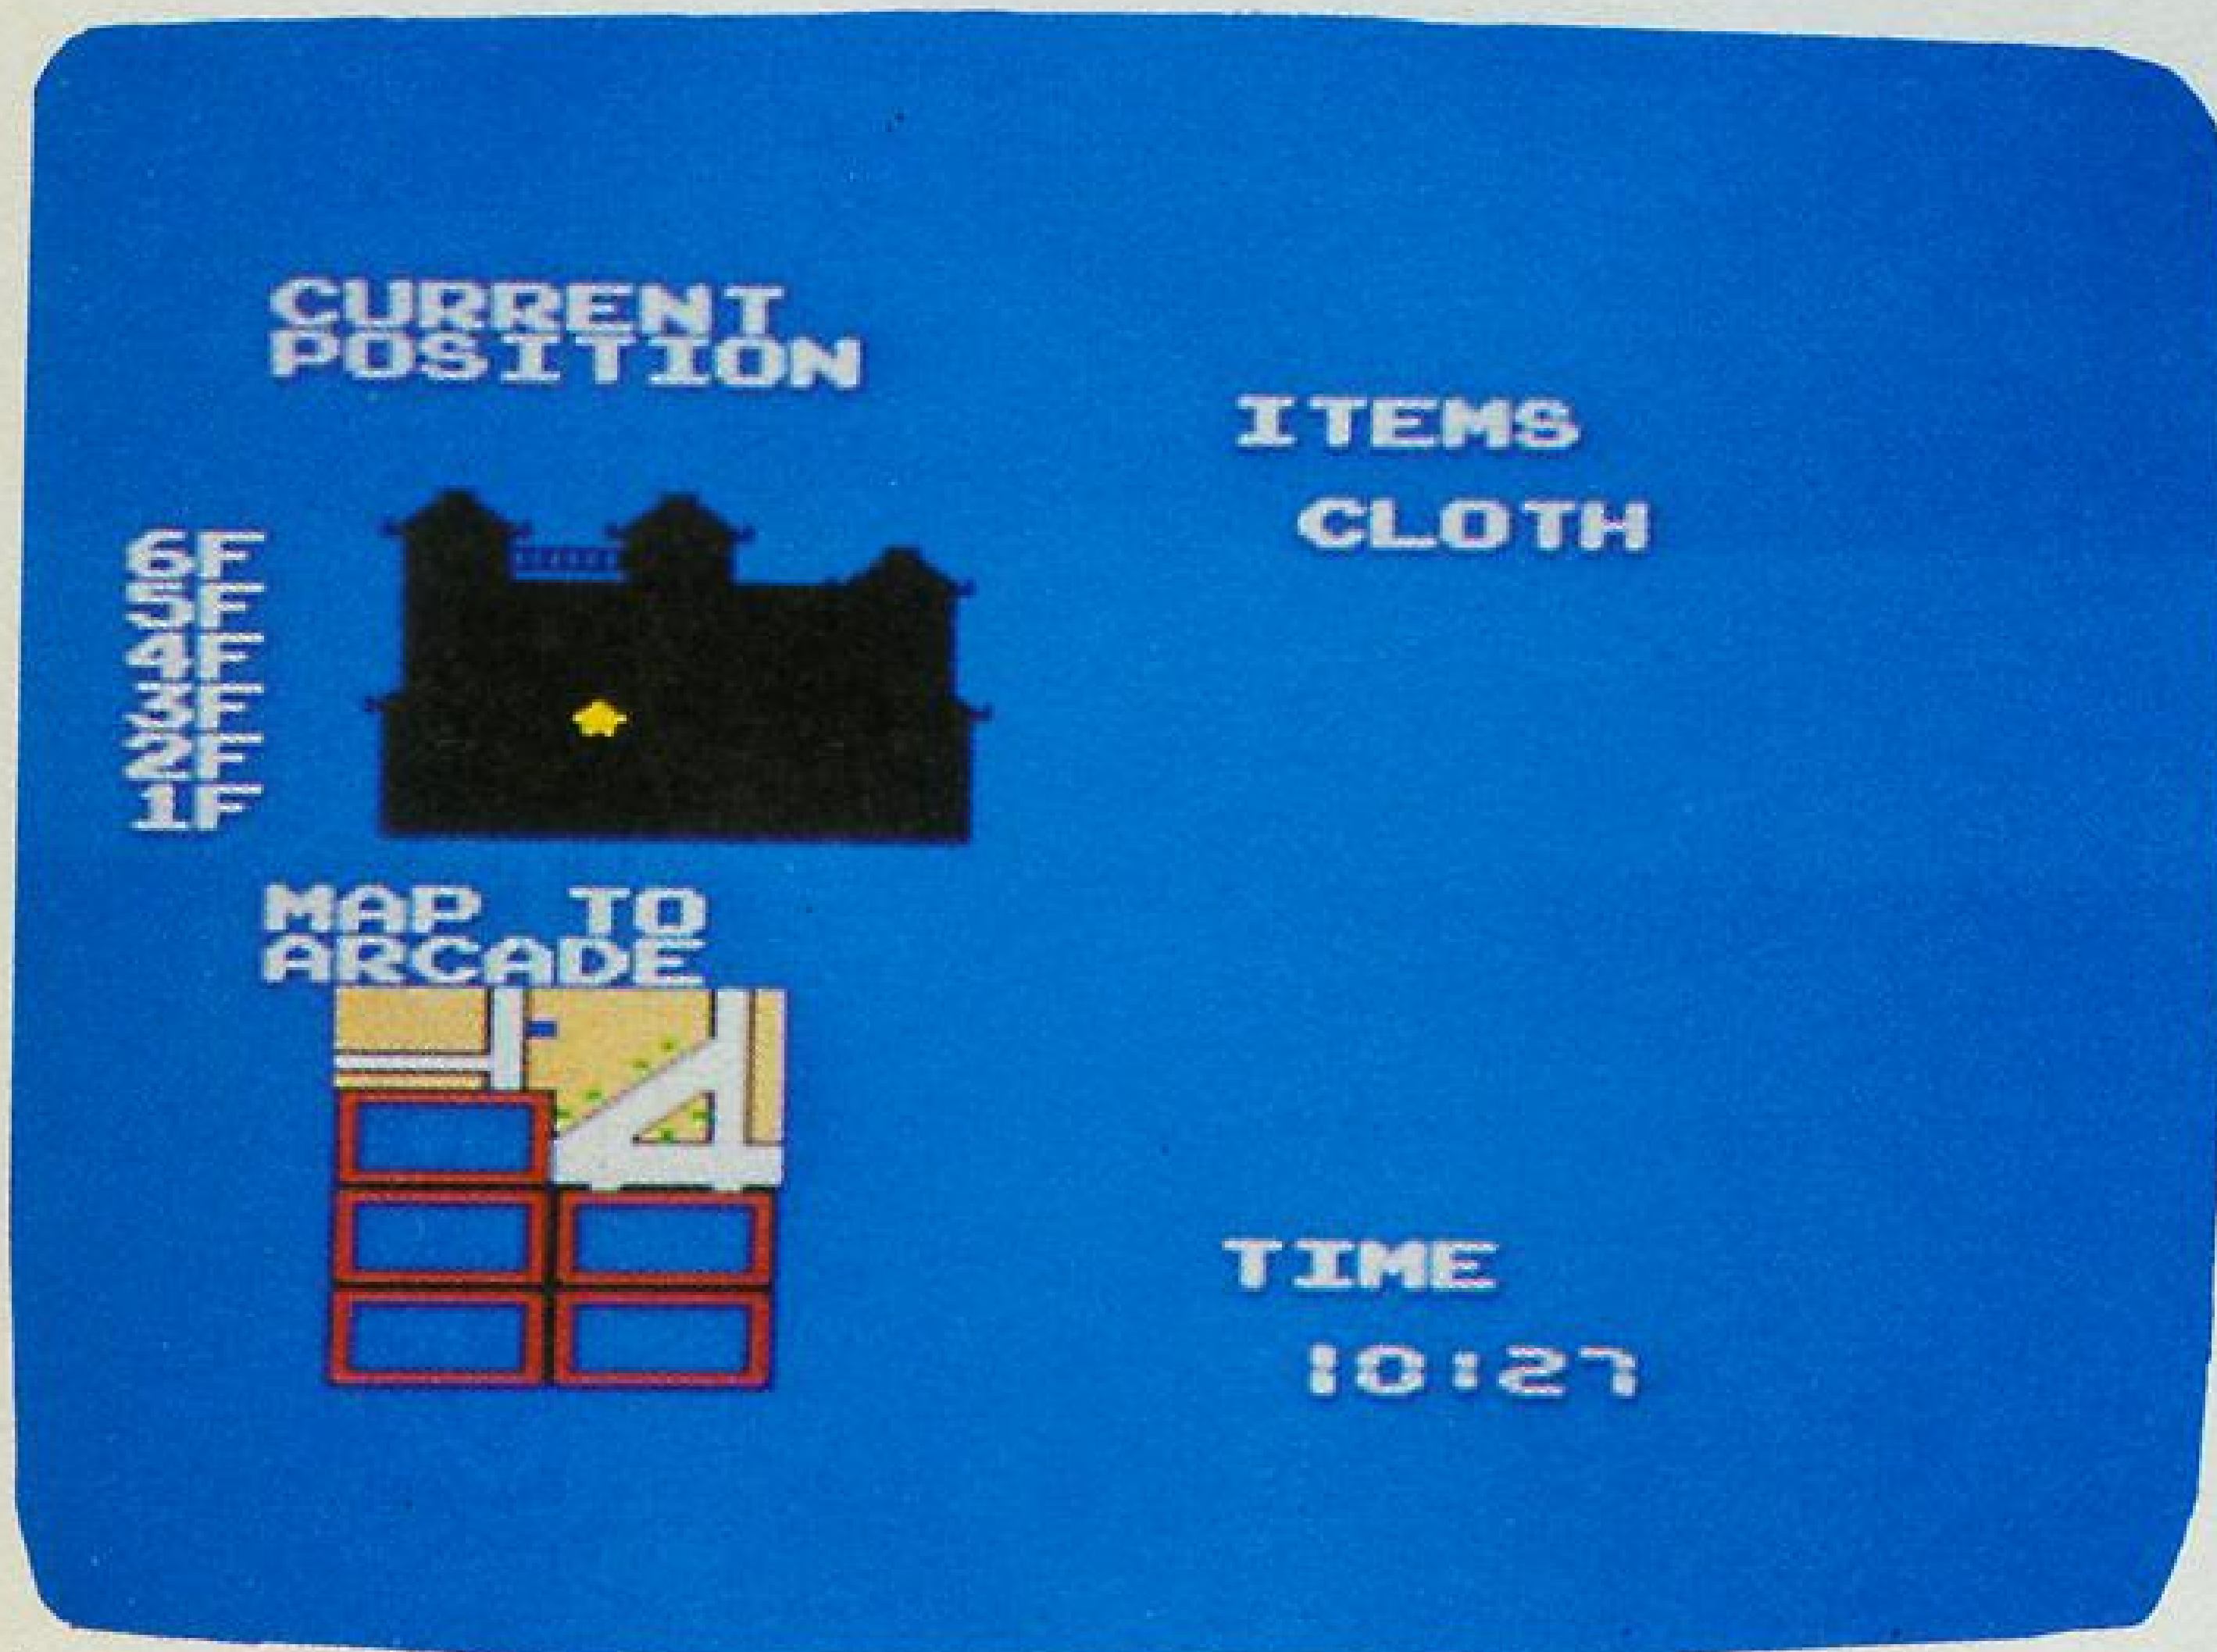 CURRENT
POSITION
ITEMS
CLOTH
6F
5F
4F
3F
2F
1F
MAP TO
ARCADE
TIME
10:27